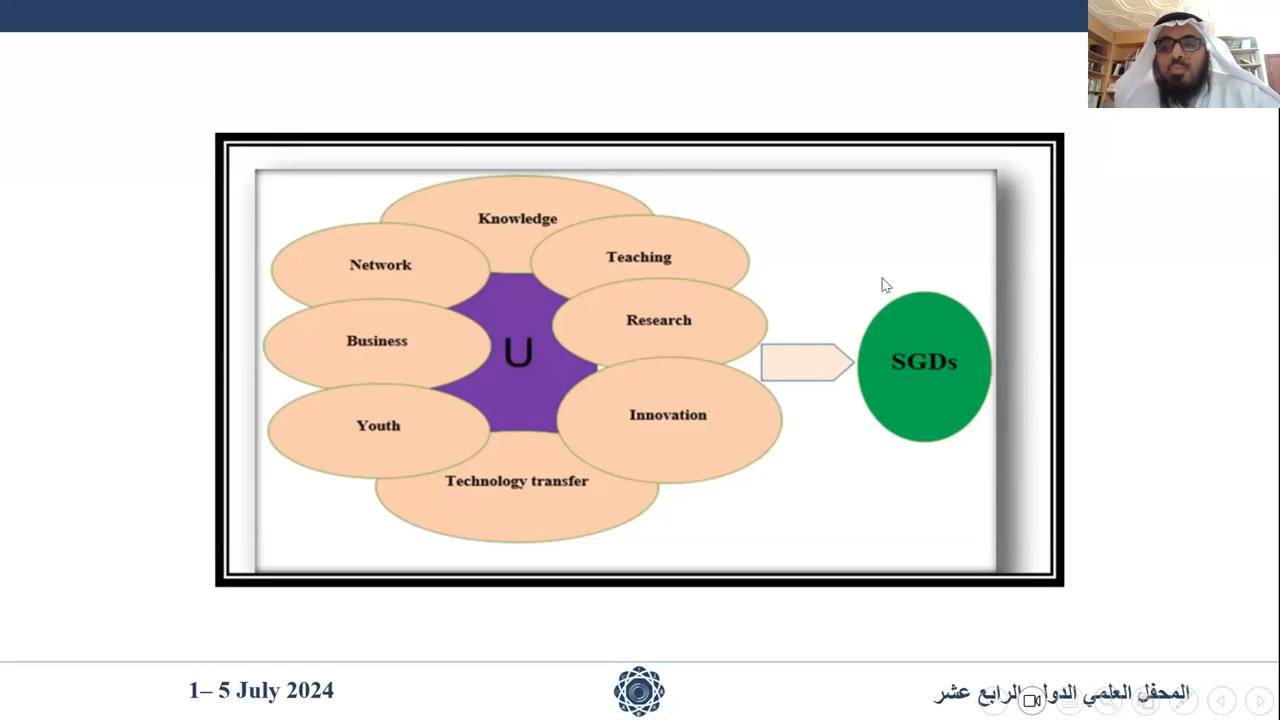 Knowledge
Teaching
Network
Research
Business
U
SGDs
Innovation
Youth
Technology transfer
1– 5 July 2024
المحفل العلمي الدولي الرابع عشر